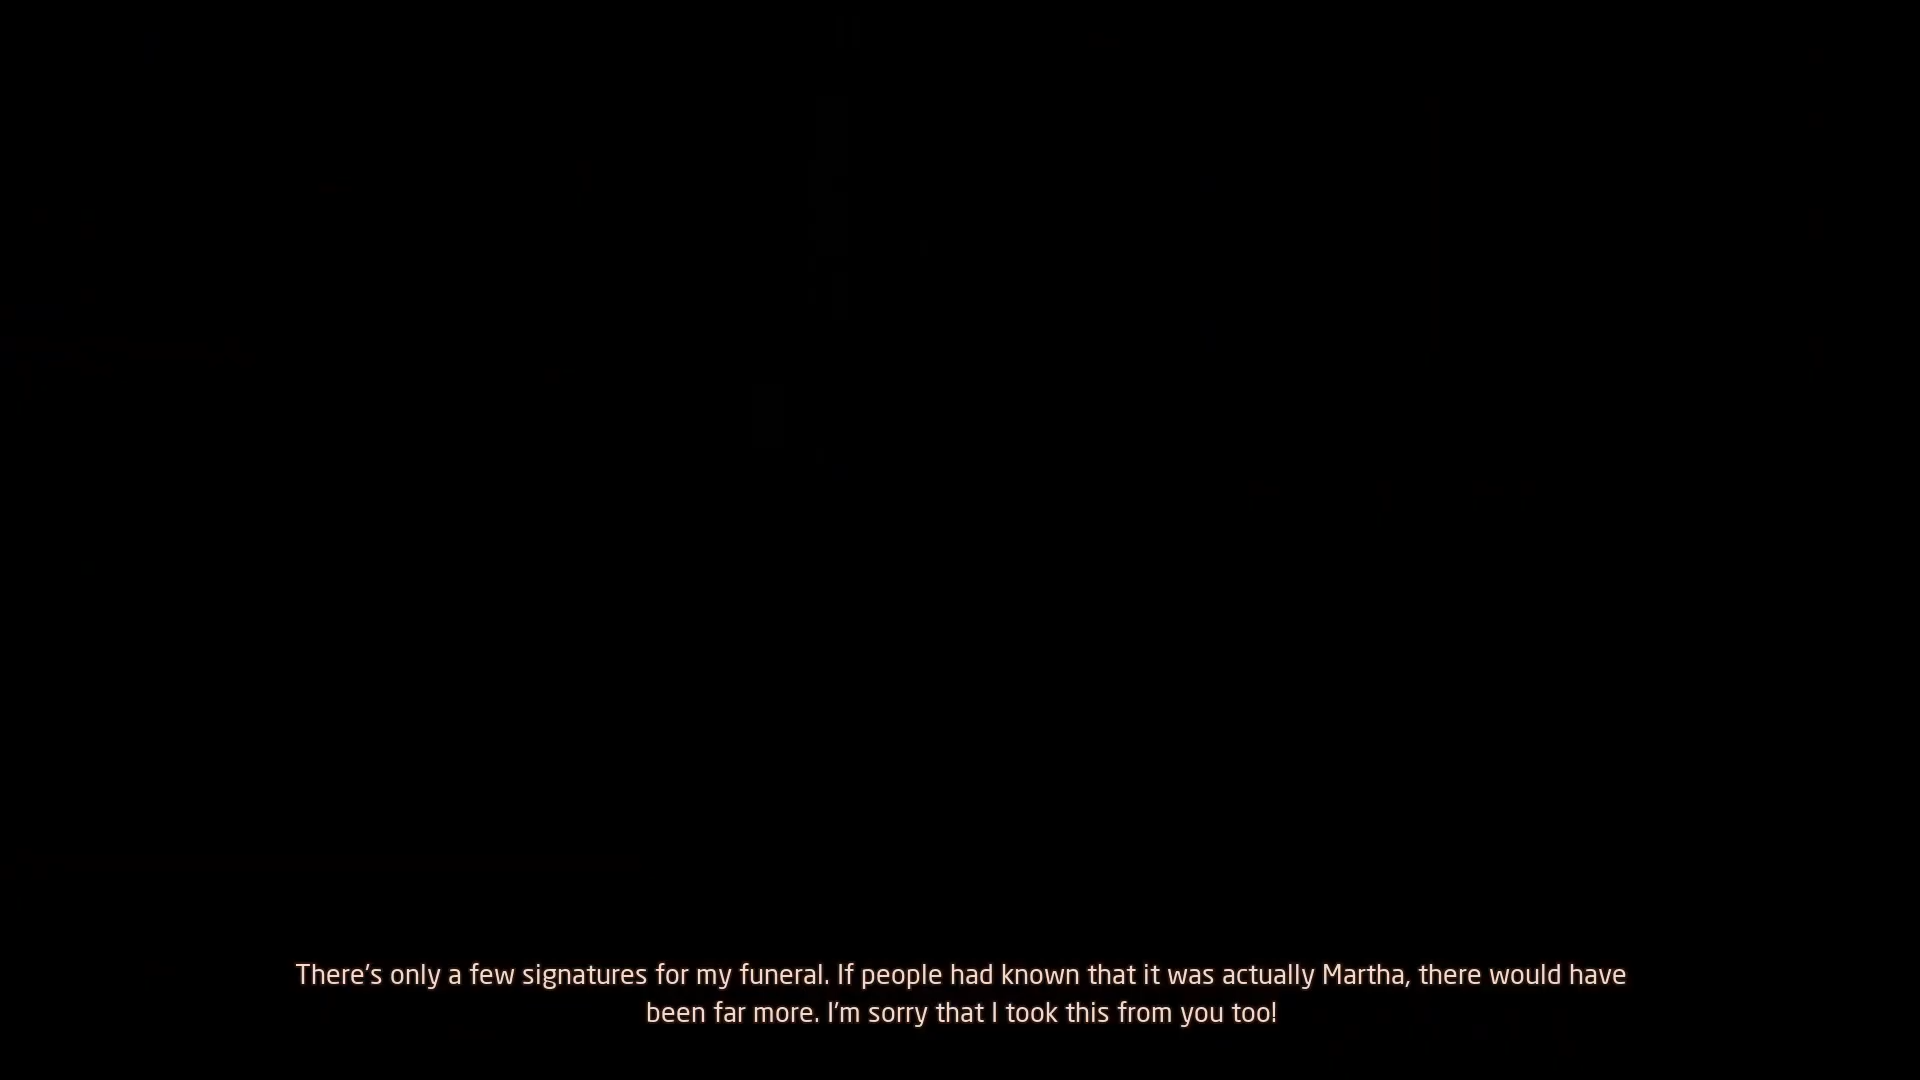 There's only a few signatures for my funeral. If people had known that it was actually Martha, there would have
been far more. I'm sorry that I took this from you too!